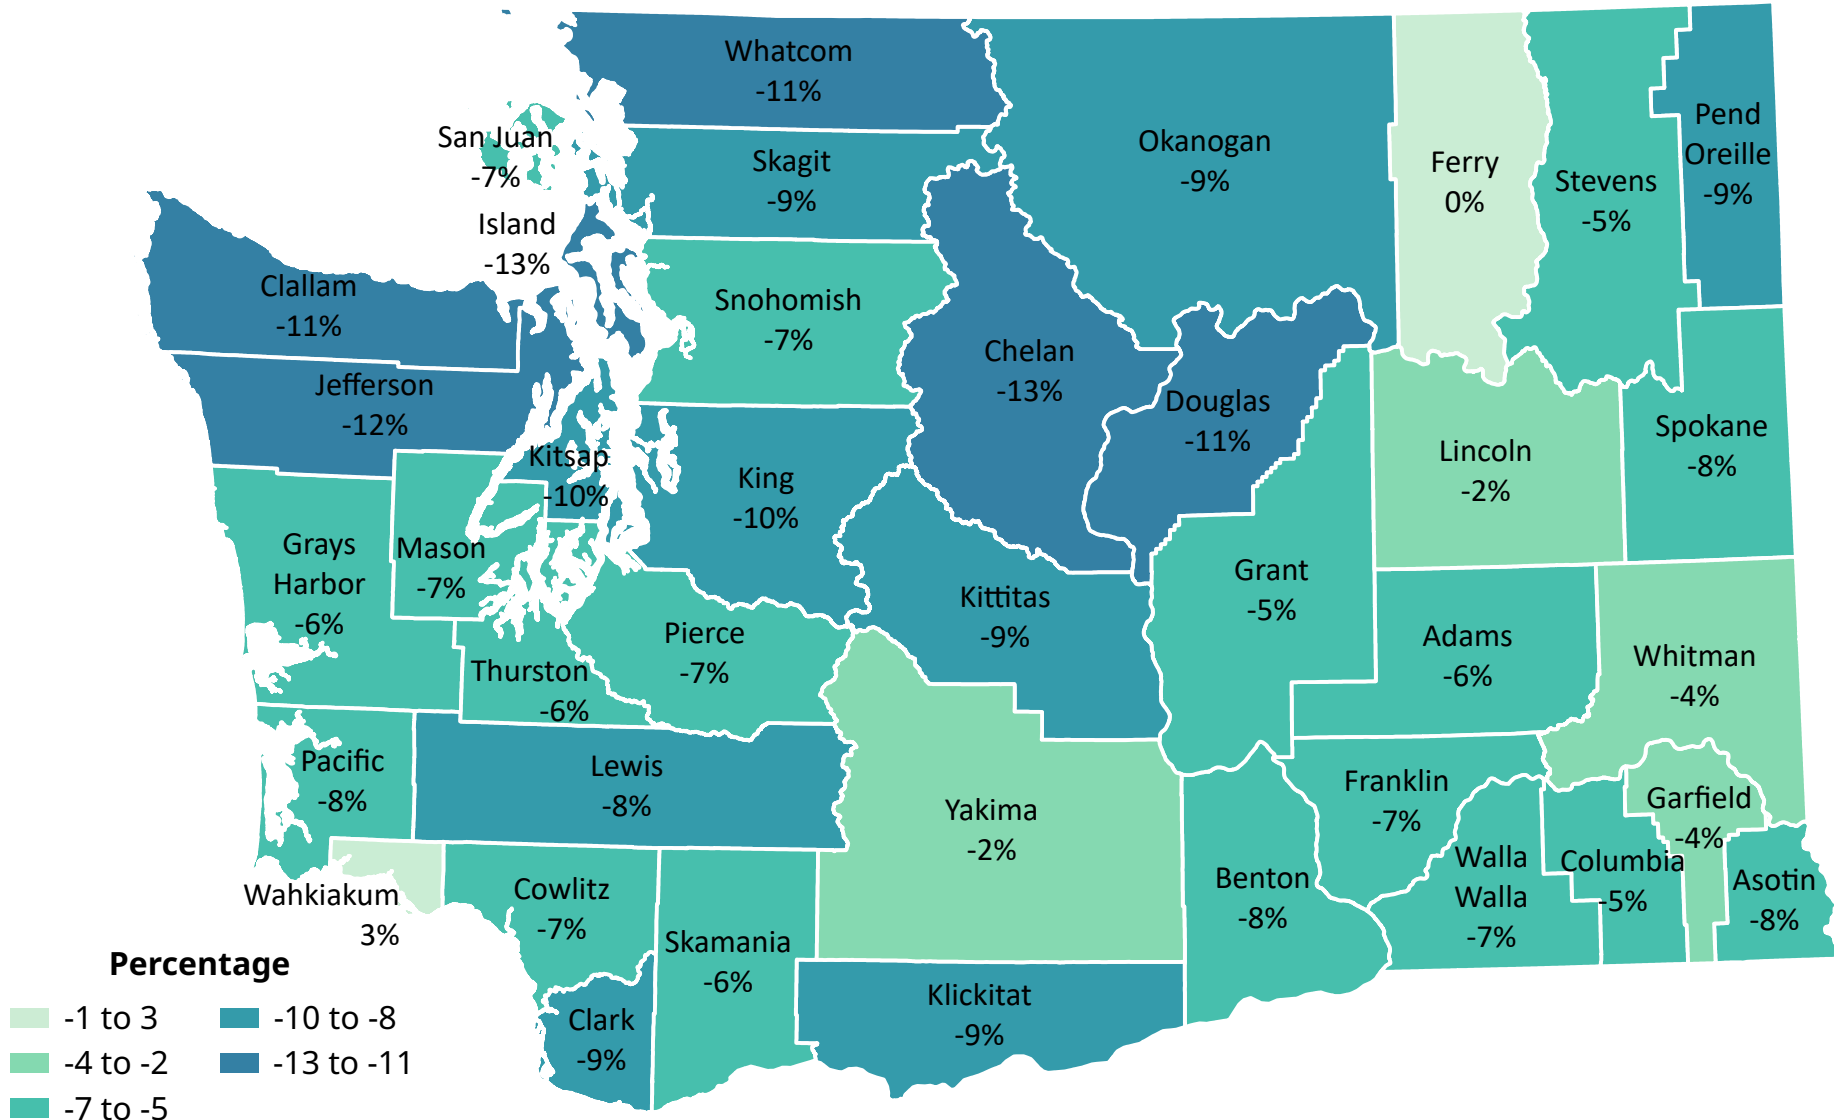 Whatcom
-11%
San Juan
-7%
Skagit
-9%
Okanogan
-9%
Ferry
0%
Stevens
-5%
Pend
Oreille
-9%
Island
-13%
Clallam
-11%
Snohomish
-7%
Jefferson
-12%
Chelan
-13%
Douglas
-11%
Kitsap
-10%
King
-10%
Lincoln
-2%
Spokane
-8%
Grays
Harbor
-6%
Mason
-7%
Kittitas
-9%
Grant
-5%
Adams
-6%
Whitman
-4%
Pierce
-7%
Thurston
-6%
Pacific
-8%
Lewis
-8%
Yakima
-2%
Franklin
-7%
Garfield
-4%
Benton
-8%
Walla
Walla
-7%
Columbia
-5%
Asotin
-8%
Wahkiakum
3%
Cowlitz
-7%
Skamania
-6%
Klickitat
-9%
Clark
-9%
Percentage
-1 to 3
-4 to -2
-7 to -5
-10 to -8
-13 to -11